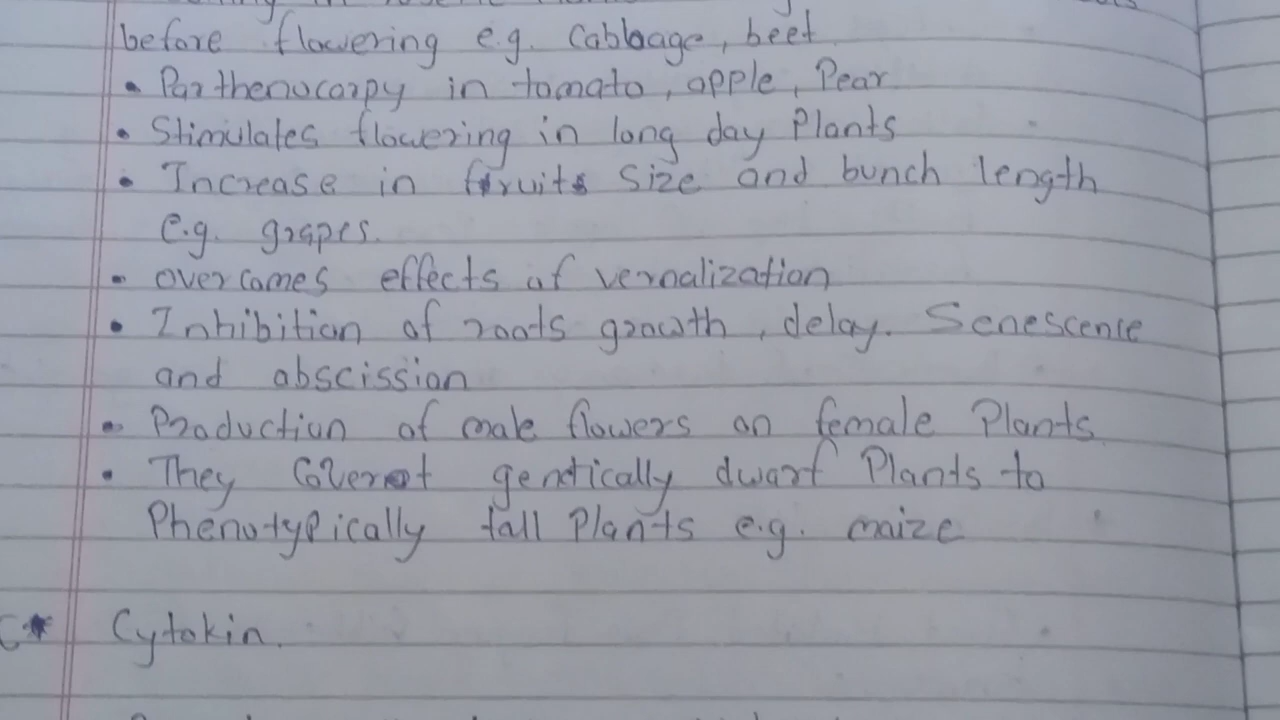 before flowering e.g. Cabbage, beet
• Parthenocarpy in tomato, apple, Pear
• Stimulates flowering in long day Plants
• Increase in fruits Size and bunch length
e.g. grapes.
• overcomes effects of vernalization
• Inhibition of roots growth, delay. Senescence
and abscission
• Production of male flowers on female Plants
• They genetically dwarf Plants to
Phenotypically tall Plants e.g. maize
C* Cytokin.